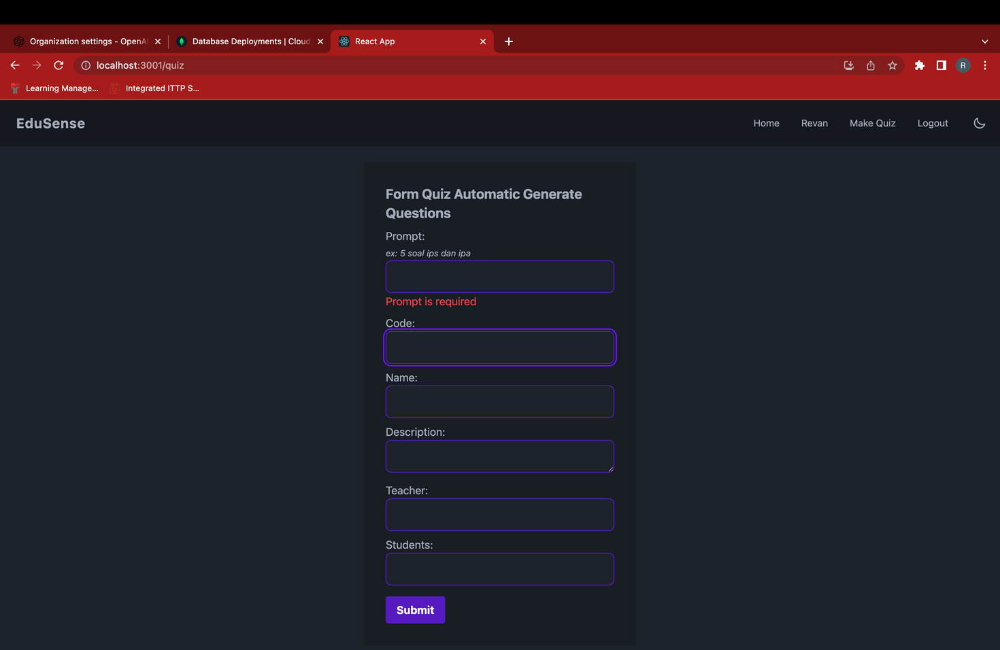 Organization settings - OpenAI
Database Deployments | Cloud
React App
localhost:3001/quiz
R
Learning Manage...
Integrated ITTP S...
EduSense
Home
Revan
Make Quiz
Logout
Form Quiz Automatic Generate
Questions
Prompt:
ex: 5 soal ips dan ipa
Prompt is required
Code:
Name:
Description:
Teacher:
Students:
Submit